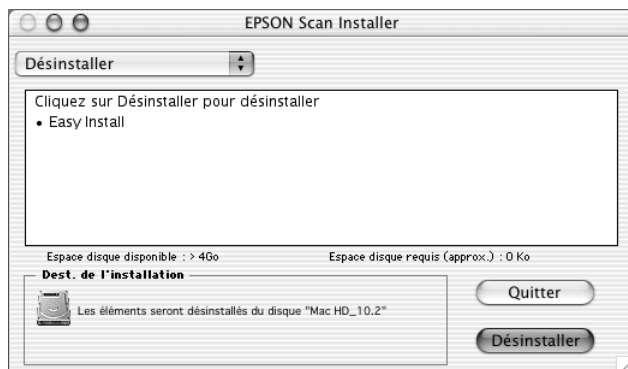 EPSON Scan Installer
Désinstaller
Cliquez sur Désinstaller pour désinstaller
• Easy Install
Espace disque disponible : > 4Go Espace disque requis (approx.) : 0 Ko
Dest. de l'installation
Les éléments seront désinstallés du disque "Mac HD_10.2"
Quitter
Désinstaller